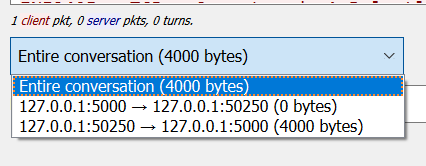 1 client pkt, 0 server pkts, 0 turns.
Entire conversation (4000 bytes)
Entire conversation (4000 bytes)
127.0.0.1:5000 → 127.0.0.1:50250 (0 bytes)
127.0.0.1:50250 → 127.0.0.1:5000 (4000 bytes)